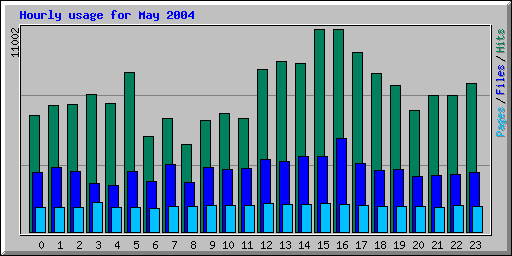 Hourly usage for May 2004
11002
Pages / Files / Hits
0 1 2 3 4 5 6 7 8 9 10 11 12 13 14 15 16 17 18 19 20 21 22 23